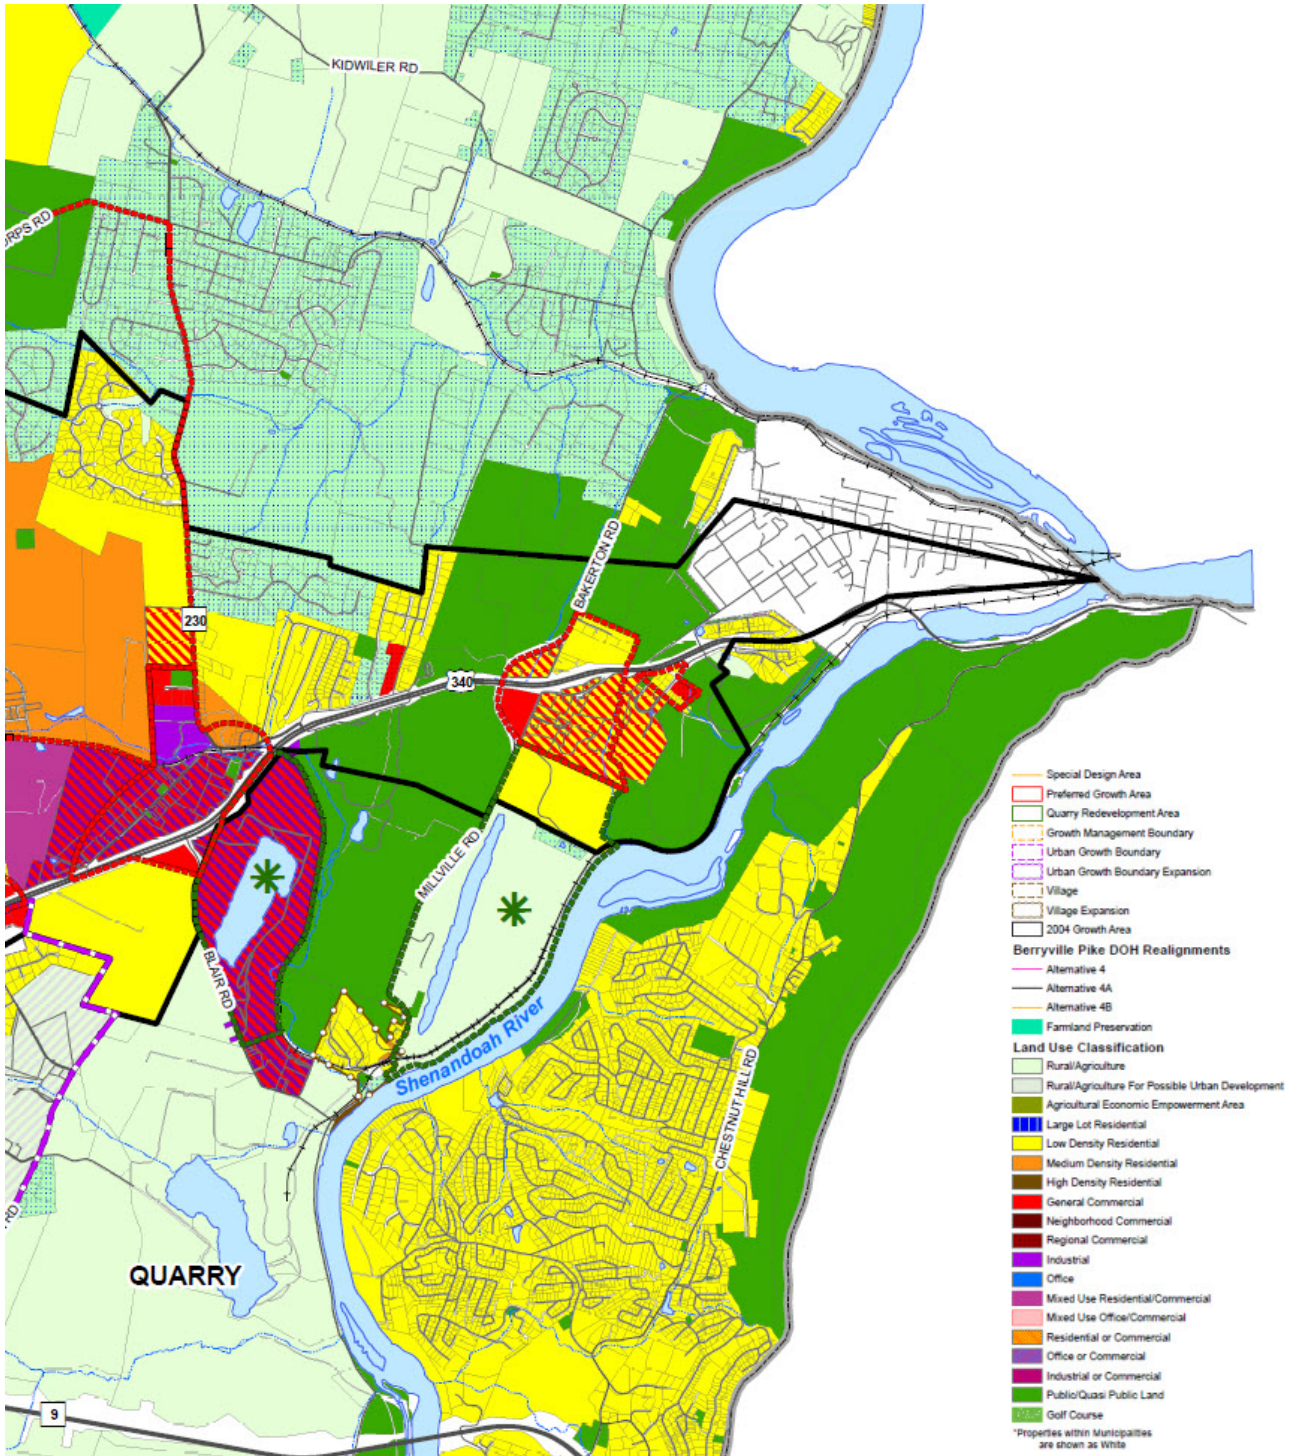 KIDWILER RD
ORPS RD
BAKERTON RD
230
340
MILLVILLE RD
BLAIR RD
Shenandoah River
CHESTNUT HILL RD
RD
QUARRY
9
Special Design Area
Preferred Growth Area
Quarry Redevelopment Area
Growth Management Boundary
Urban Growth Boundary
Urban Growth Boundary Expansion
Village
Village Expansion
2004 Growth Area
Berryville Pike DOH Realignments
Alternative 4
Alternative 4A
Alternative 4B
Farmland Preservation
Land Use Classification
Rural/Agriculture
Rural/Agriculture For Possible Urban Development
Agricultural Economic Empowerment Area
Large Lot Residential
Low Density Residential
Medium Density Residential
High Density Residential
General Commercial
Neighborhood Commercial
Regional Commercial
Industrial
Office
Mixed Use Residential/Commercial
Mixed Use Office/Commercial
Residential or Commercial
Office or Commercial
Industrial or Commercial
Public/Quasi Public Land
Golf Course
*Properties within Municipalities
are shown as White